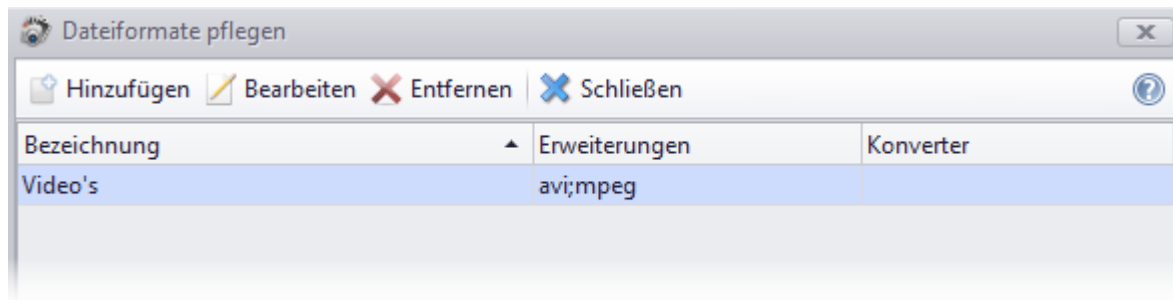 Dateiformate pflegen
Hinzufügen Bearbeiten Entfernen Schließen
Bezeichnung Erweiterungen Konverter
Video's avi;mpeg